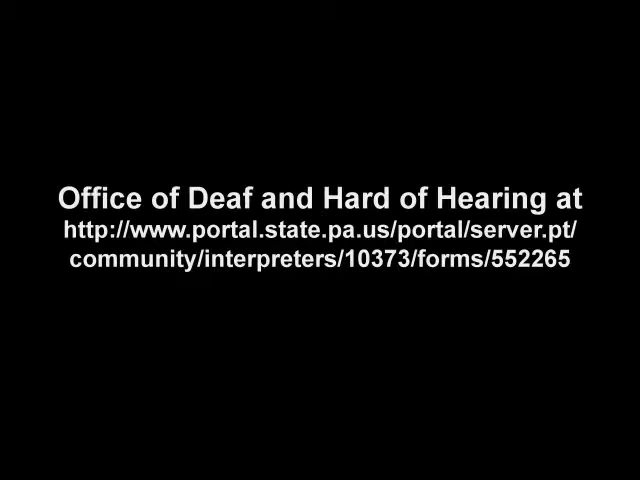 Office of Deaf and Hard of Hearing at
http://www.portal.state.pa.us/portal/server.pt/
community/interpreters/10373/forms/552265